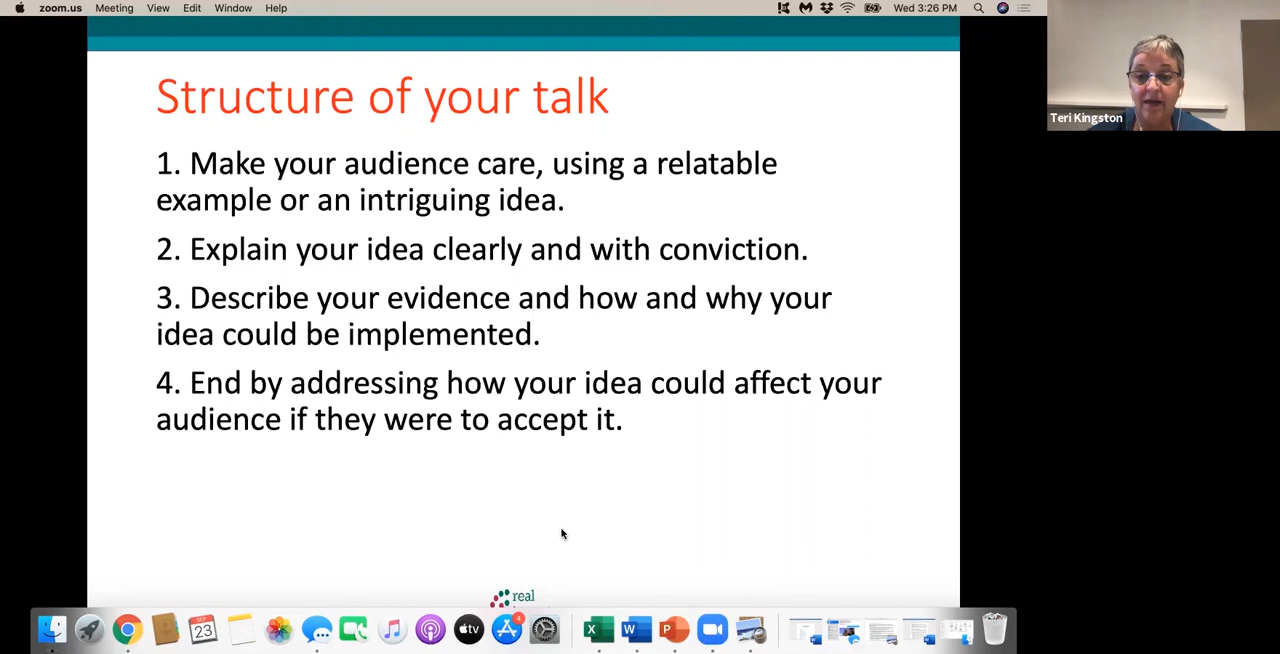 zoom.us Meeting View Edit Window Help Wed 3:26 PM
Teri Kingston
Structure of your talk
1. Make your audience care, using a relatable
example or an intriguing idea.
2. Explain your idea clearly and with conviction.
3. Describe your evidence and how and why your
idea could be implemented.
4. End by addressing how your idea could affect your
audience if they were to accept it.
real
SEP
23
tv
4
X
W
P